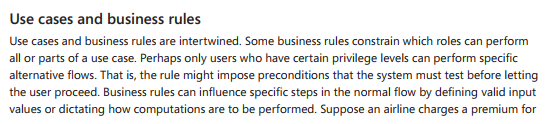 Use cases and business rules
Use cases and business rules are intertwined. Some business rules constrain which roles can perform
all or parts of a use case. Perhaps only users who have certain privilege levels can perform specific
alternative flows. That is, the rule might impose preconditions that the system must test before letting
the user proceed. Business rules can influence specific steps in the normal flow by defining valid input
values or dictating how computations are to be performed. Suppose an airline charges a premium for